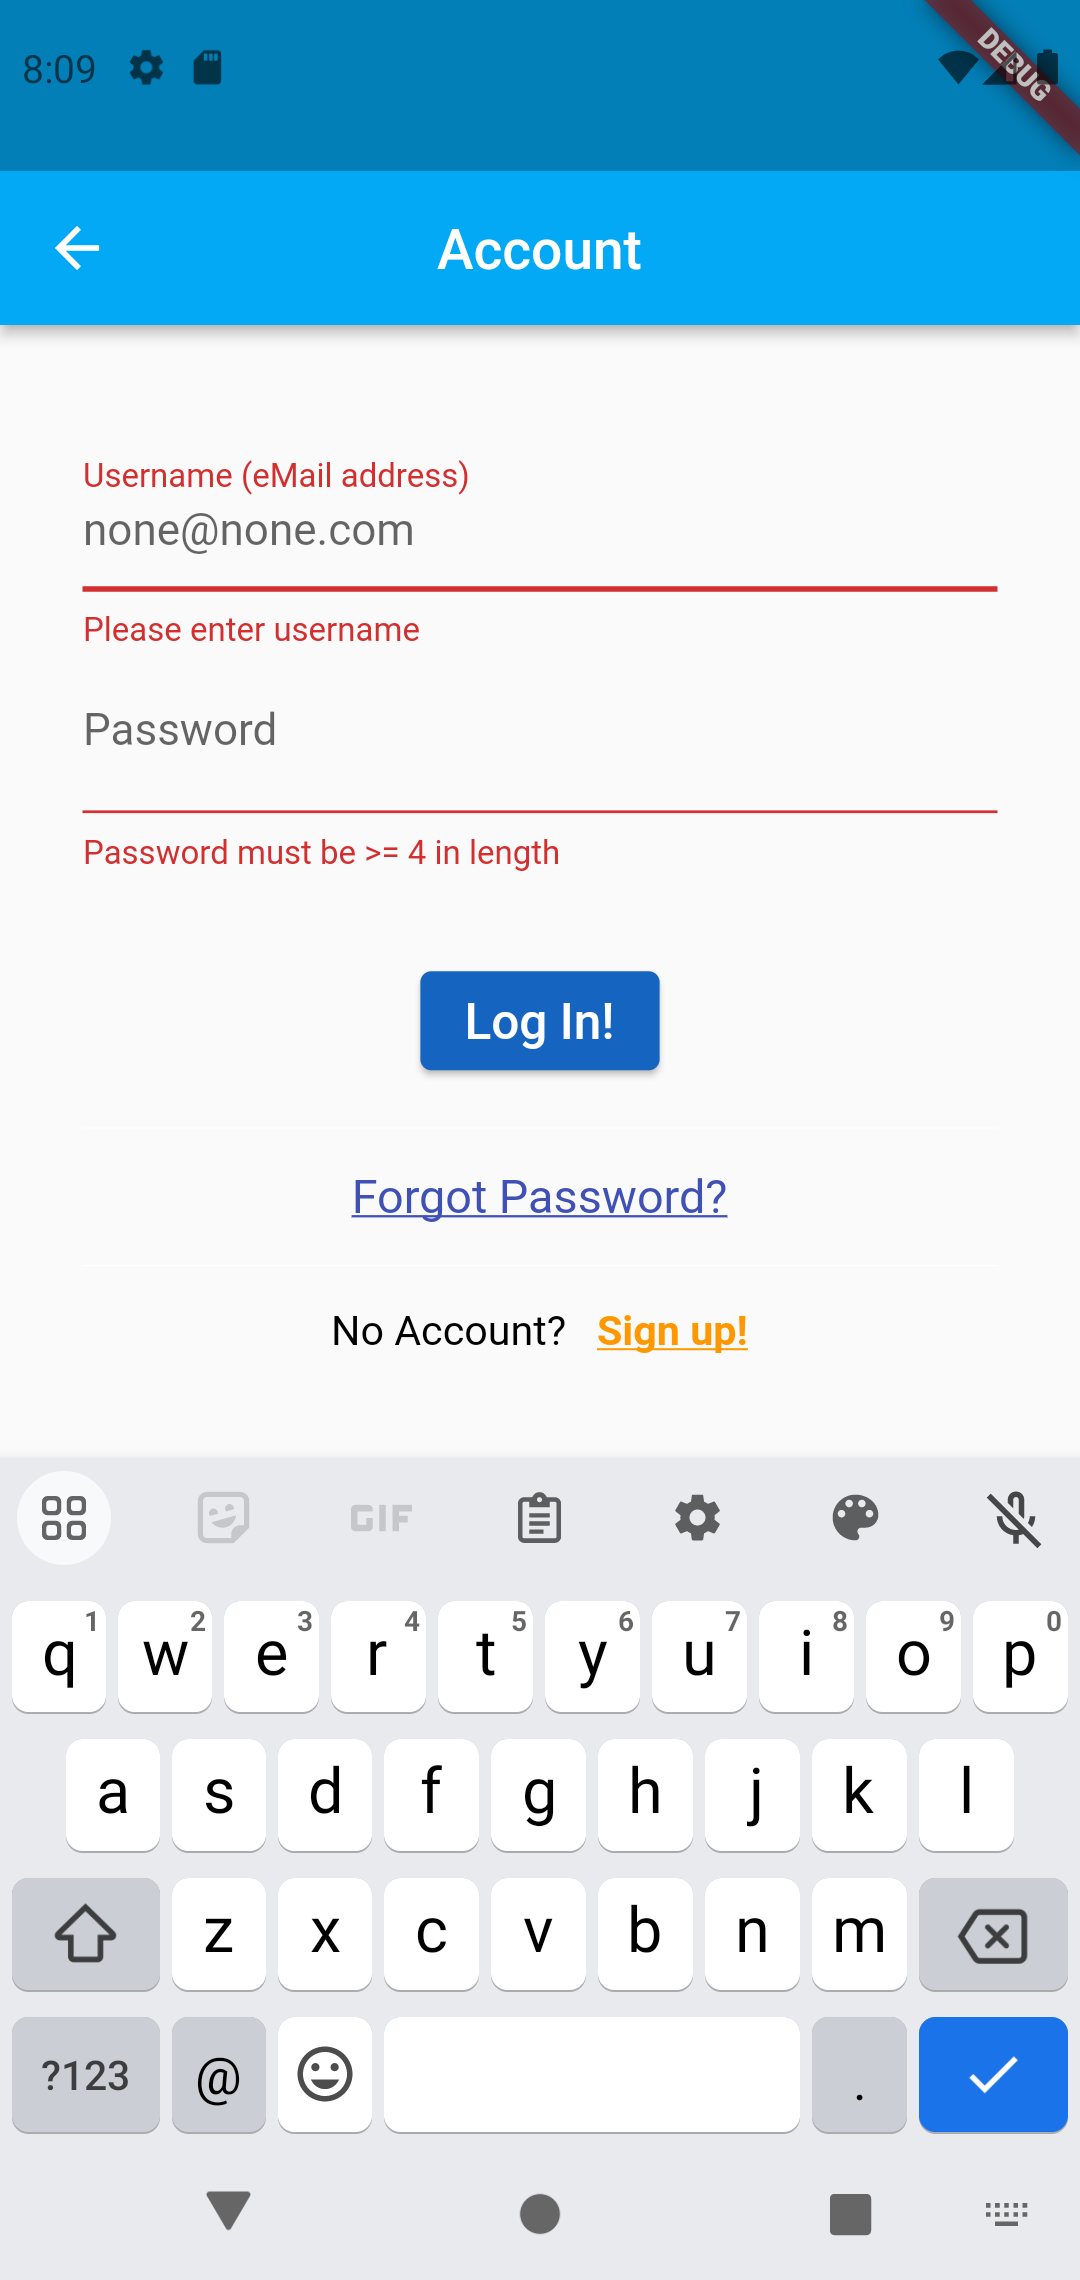 8:09
DEBUG
Account
Username (eMail address)
none@none.com
Please enter username
Password
Password must be >= 4 in length
Log In!
Forgot Password?
No Account? Sign up!
GIF
q 1 w 2 e 3 r 4 t 5 y 6 u 7 i 8 o 9 p 0
a s d f g h j k l
z x c v b n m
?123 @ .